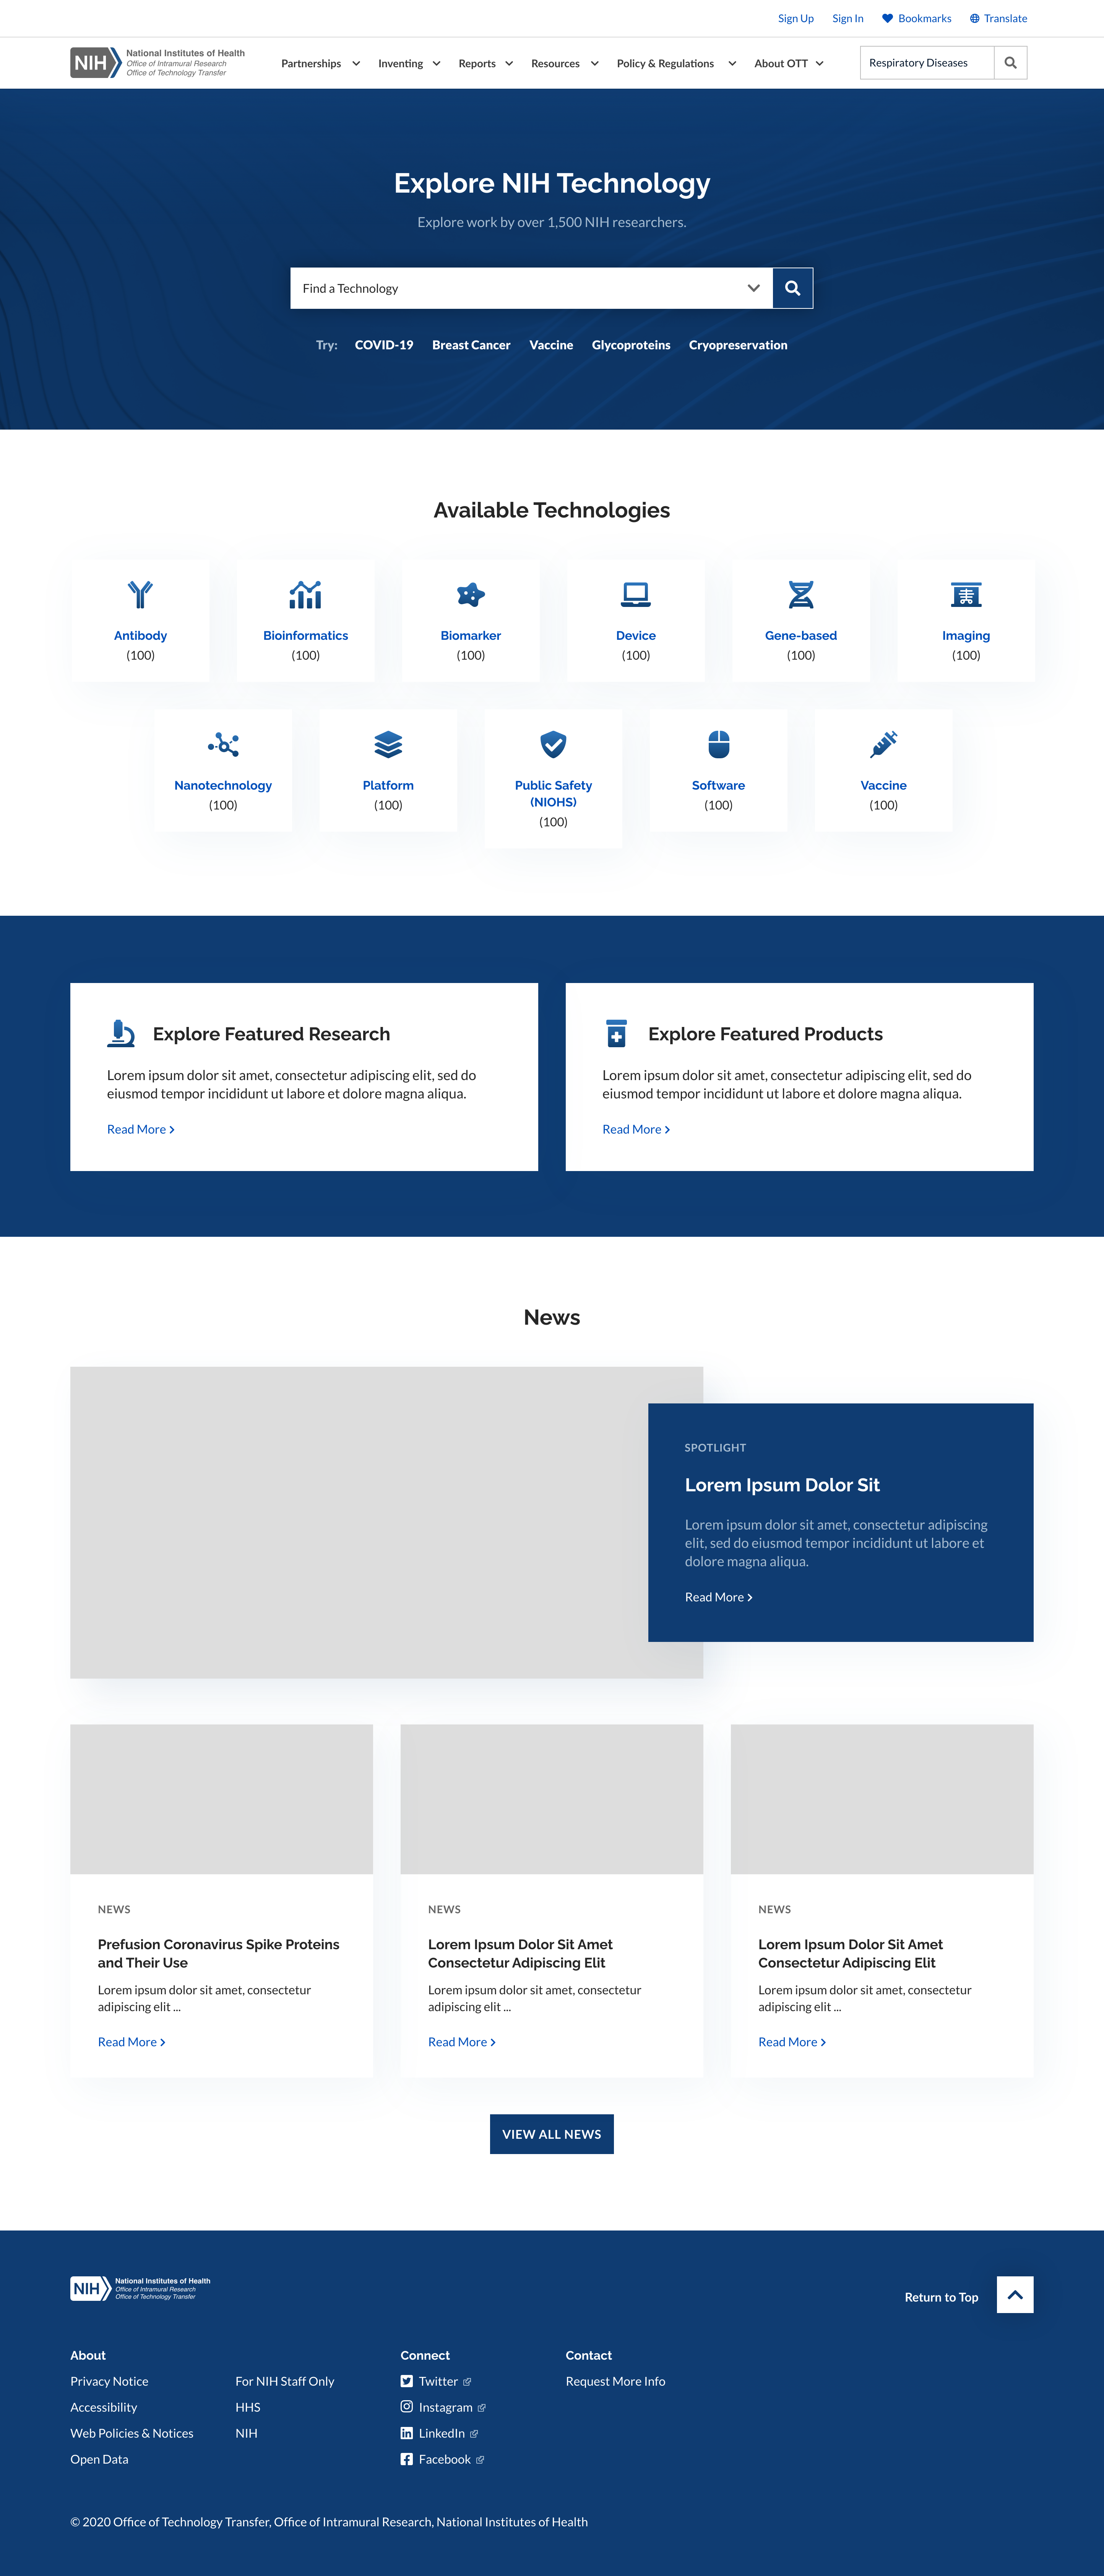 Sign Up Sign In Bookmarks Translate
NIH National Institutes of Health
Office of Intramural Research
Office of Technology Transfer
Partnerships Inventing Reports Resources Policy & Regulations About OTT Respiratory Diseases
Explore NIH Technology
Explore work by over 1,500 NIH researchers.
Find a Technology
Try: COVID-19 Breast Cancer Vaccine Glycoproteins Cryopreservation
Available Technologies
Antibody Bioinformatics Biomarker Device Gene-based Imaging
(100) (100) (100) (100) (100) (100)
Nanotechnology Platform Public Safety Software Vaccine
(NIOHS)
(100) (100) (100) (100) (100)
Explore Featured Research
Lorem ipsum dolor sit amet, consectetur adipiscing elit, sed do
eiusmod tempor incididunt ut labore et dolore magna aliqua.
Read More
Explore Featured Products
Lorem ipsum dolor sit amet, consectetur adipiscing elit, sed do
eiusmod tempor incididunt ut labore et dolore magna aliqua.
Read More
News
SPOTLIGHT
Lorem Ipsum Dolor Sit
Lorem ipsum dolor sit amet, consectetur adipiscing
elit, sed do eiusmod tempor incididunt ut labore et
dolore magna aliqua.
Read More
NEWS
Prefusion Coronavirus Spike Proteins
and Their Use
Lorem ipsum dolor sit amet, consectetur
adipiscing elit ...
Read More
NEWS
Lorem Ipsum Dolor Sit Amet
Consectetur Adipiscing Elit
Lorem ipsum dolor sit amet, consectetur
adipiscing elit ...
Read More
NEWS
Lorem Ipsum Dolor Sit Amet
Consectetur Adipiscing Elit
Lorem ipsum dolor sit amet, consectetur
adipiscing elit ...
Read More
VIEW ALL NEWS
NIH National Institutes of Health
Office of Intramural Research
Office of Technology Transfer
Return to Top
About
Privacy Notice
Accessibility
Web Policies & Notices
Open Data
For NIH Staff Only
HHS
NIH
Connect
Twitter
Instagram
LinkedIn
Facebook
Contact
Request More Info
© 2020 Office of Technology Transfer, Office of Intramural Research, National Institutes of Health